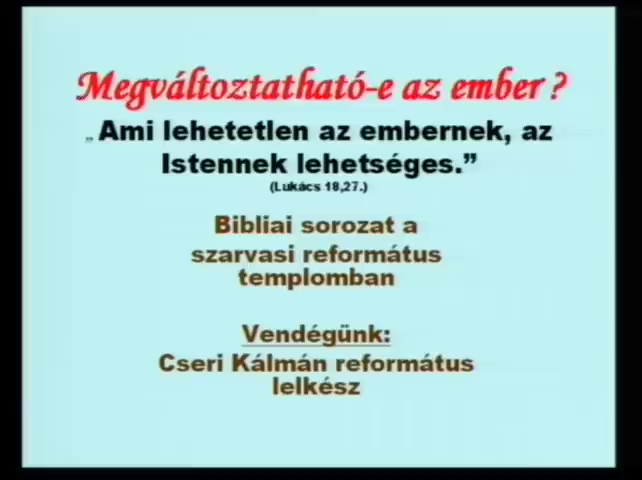 Megváltoztatható-e az ember ?
„ Ami lehetetlen az embernek, az
Istennek lehetséges.”
(Lukács 18,27.)
Bibliai sorozat a
szarvasi református
templomban
Vendégünk:
Cseri Kálmán református
lelkész